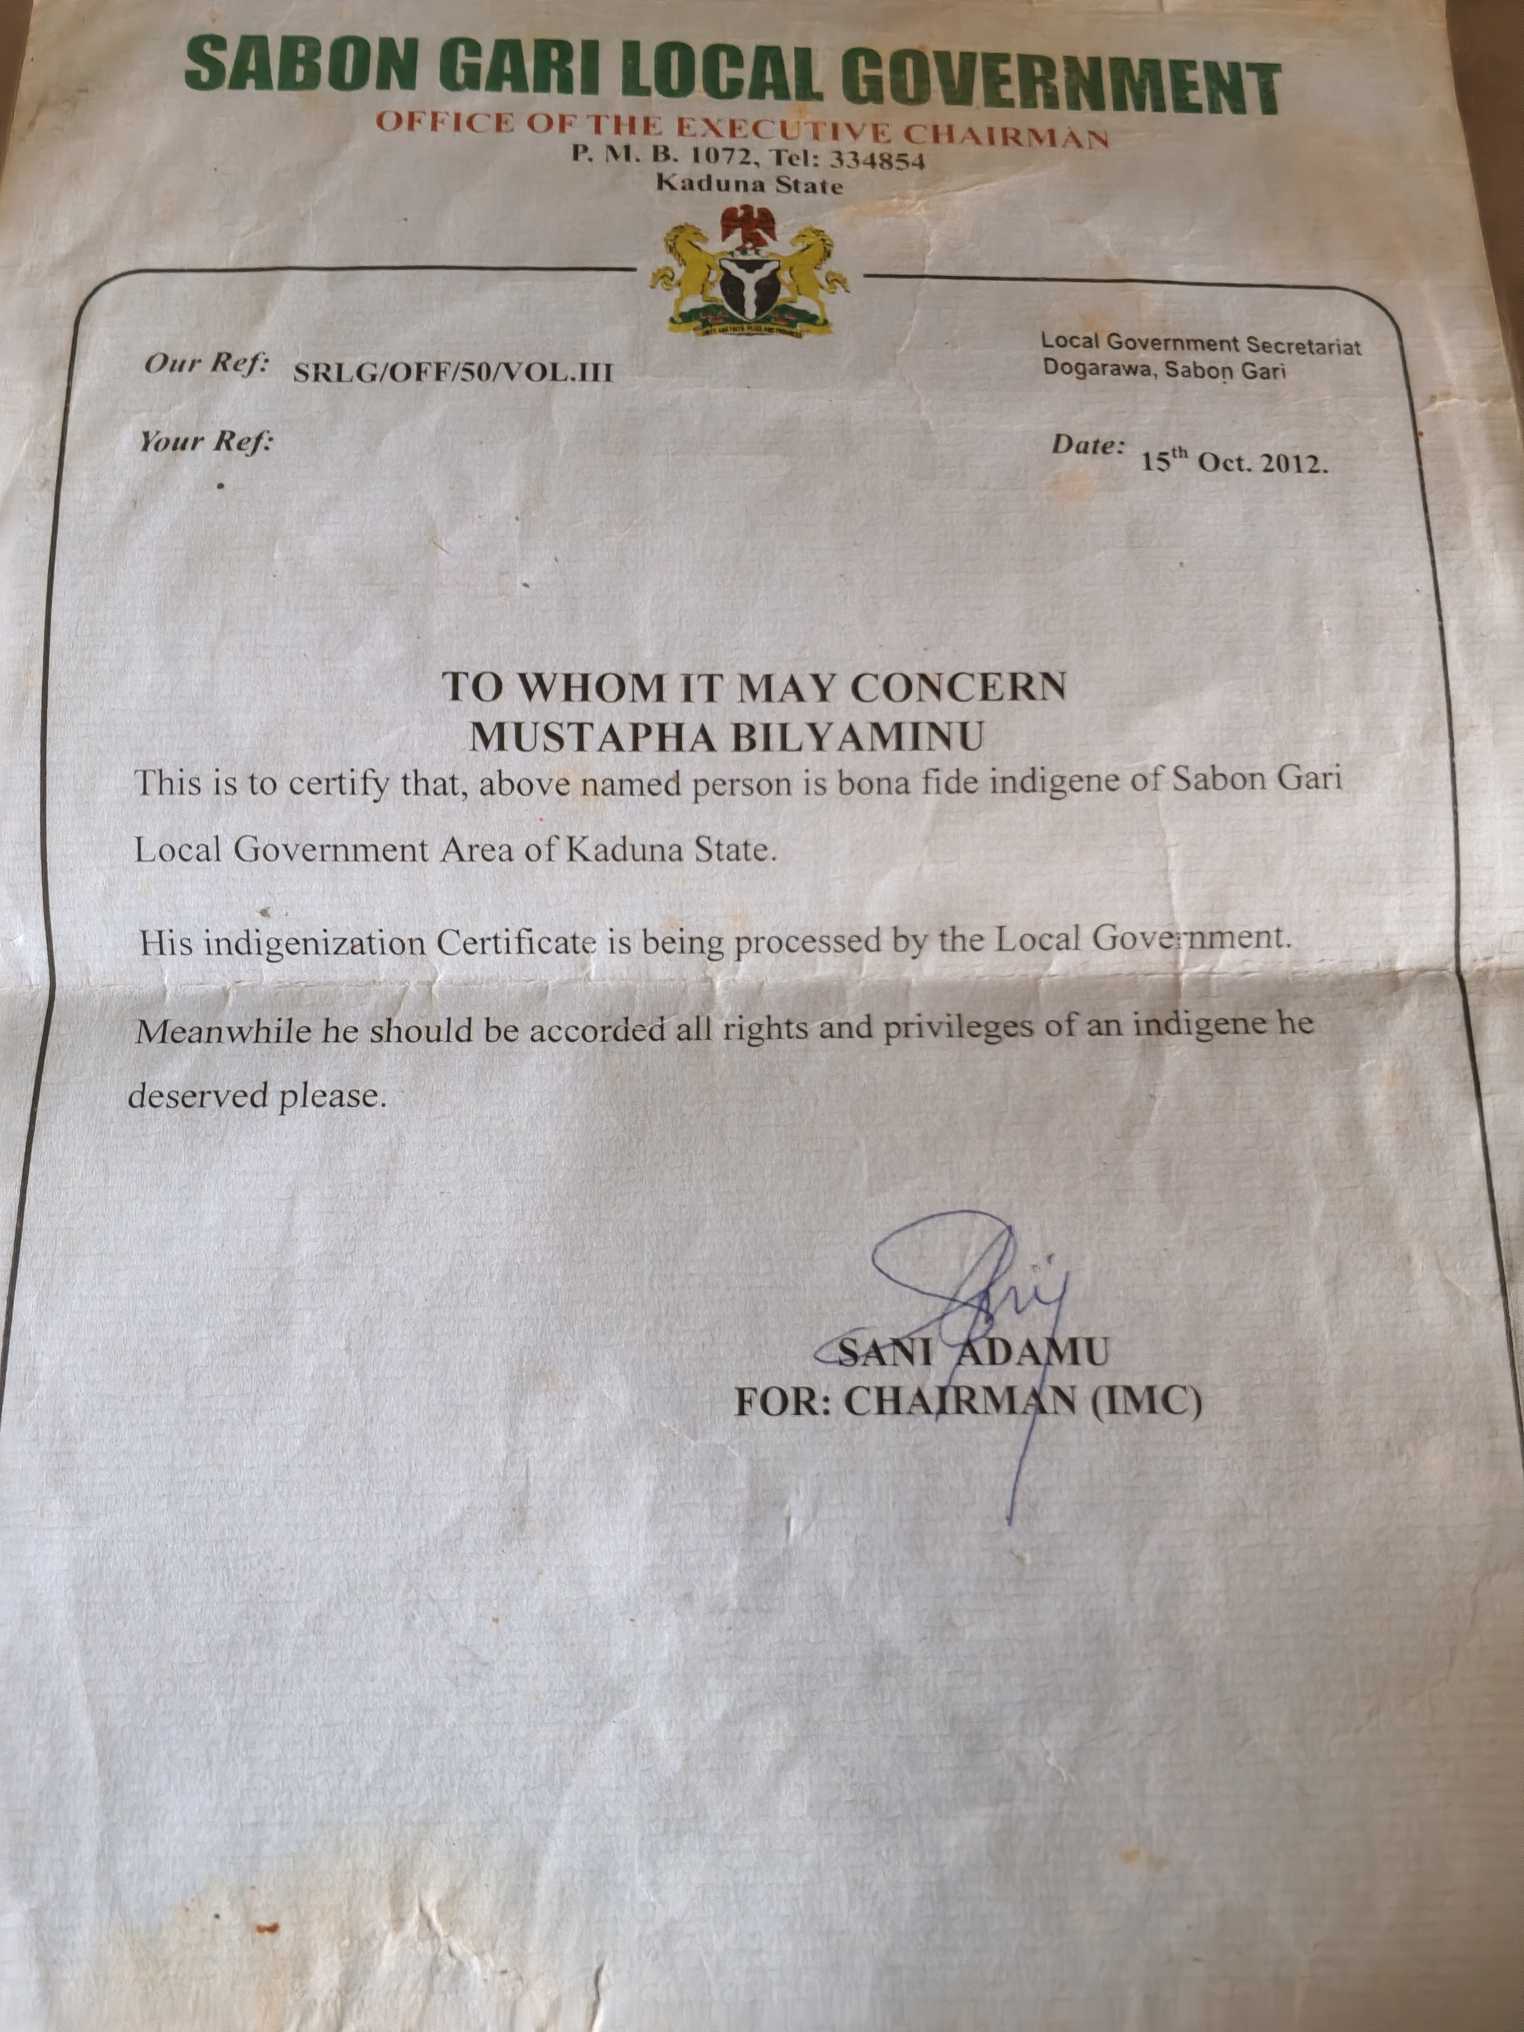 SABON GARI LOCAL GOVERNMENT
OFFICE OF THE EXECUTIVE CHAIRMAN
P. M. B. 1072, Tel: 334854
Kaduna State
Our Ref: SRLG/OFF/50/VOL.III
Local Government Secretariat
Dogarawa, Sabon Gari
Your Ref:
Date: 15th Oct. 2012.
TO WHOM IT MAY CONCERN
MUSTAPHA BILYAMINU
This is to certify that, above named person is bona fide indigene of Sabon Gari
Local Government Area of Kaduna State.
His indigenization Certificate is being processed by the Local Government.
Meanwhile he should be accorded all rights and privileges of an indigene he
deserved please.
SANI ADAMU
FOR: CHAIRMAN (IMC)